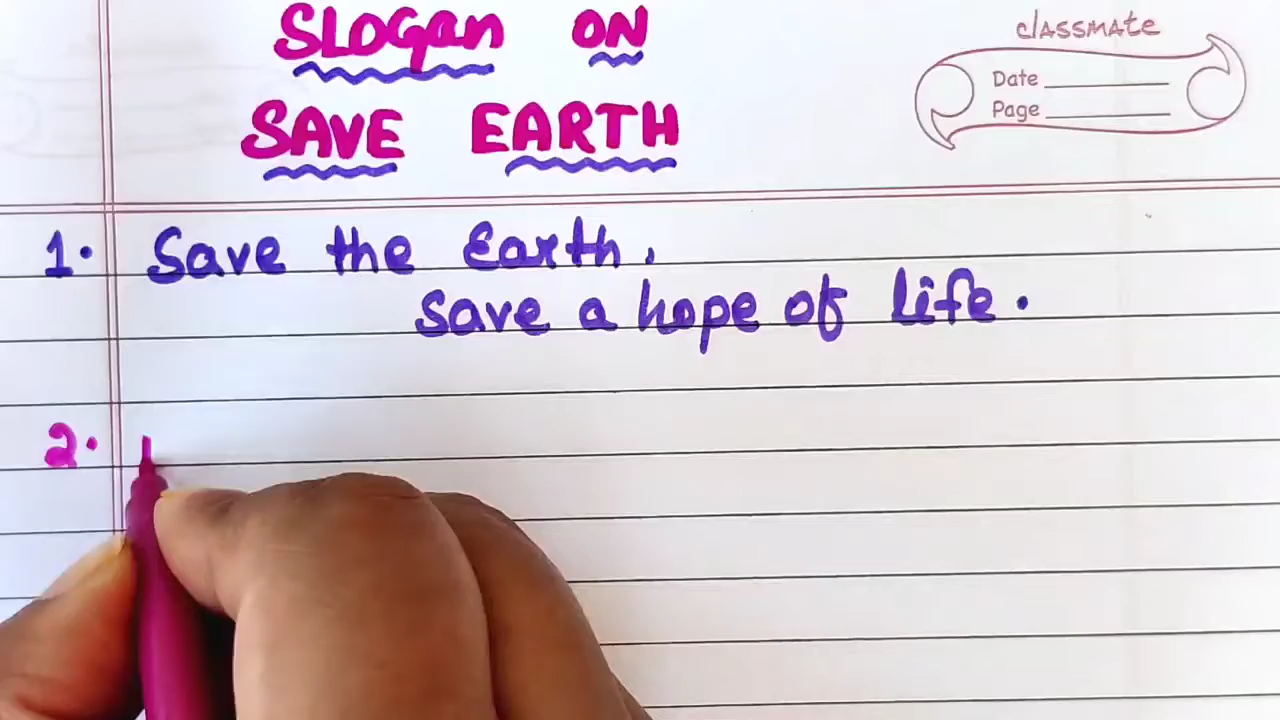 SLOGan ON
SAVE EARTH
classmate
Date
Page
1. Save the Earth,
save a hope of life.
2.